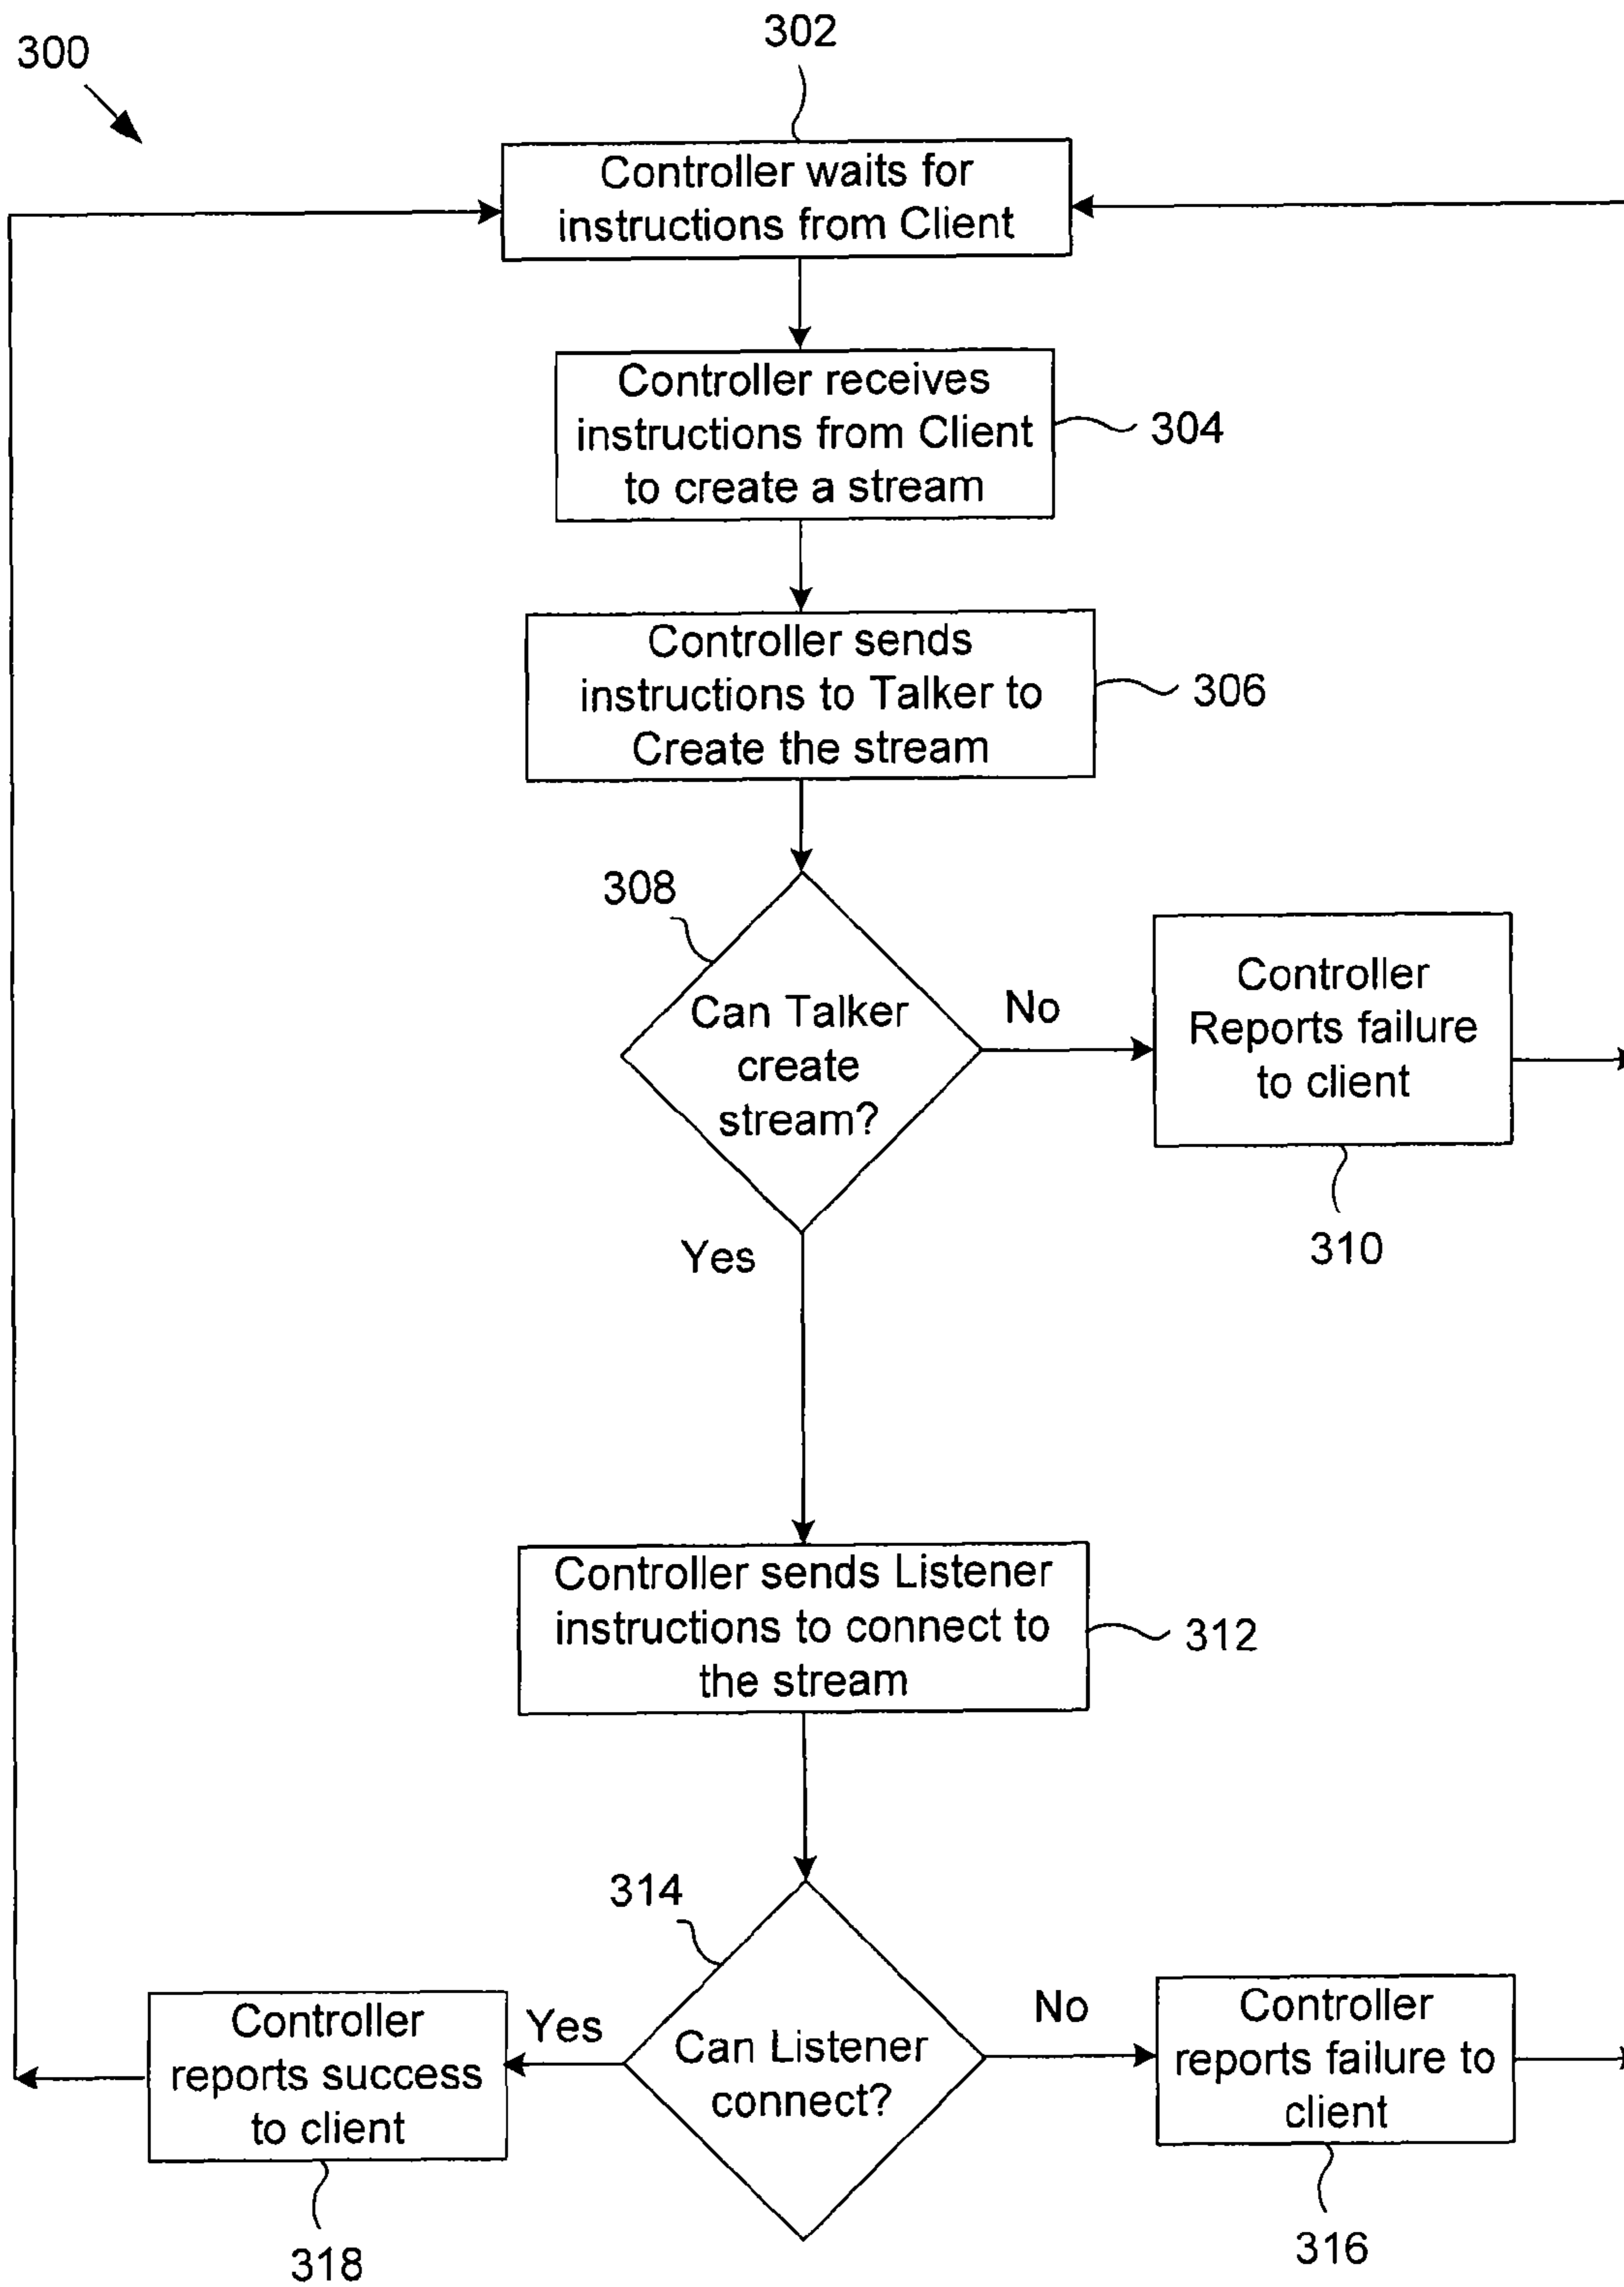 300
302
Controller waits for
instructions from Client
Controller receives
instructions from Client
to create a stream
304
Controller sends
instructions to Talker to
Create the stream
306
308
Can Talker
create
stream?
No
Controller
Reports failure
to client
310
Yes
Controller sends Listener
instructions to connect to
the stream
312
314
Can Listener
connect?
Yes
Controller
reports success
to client
318
No
Controller
reports failure to
client
316